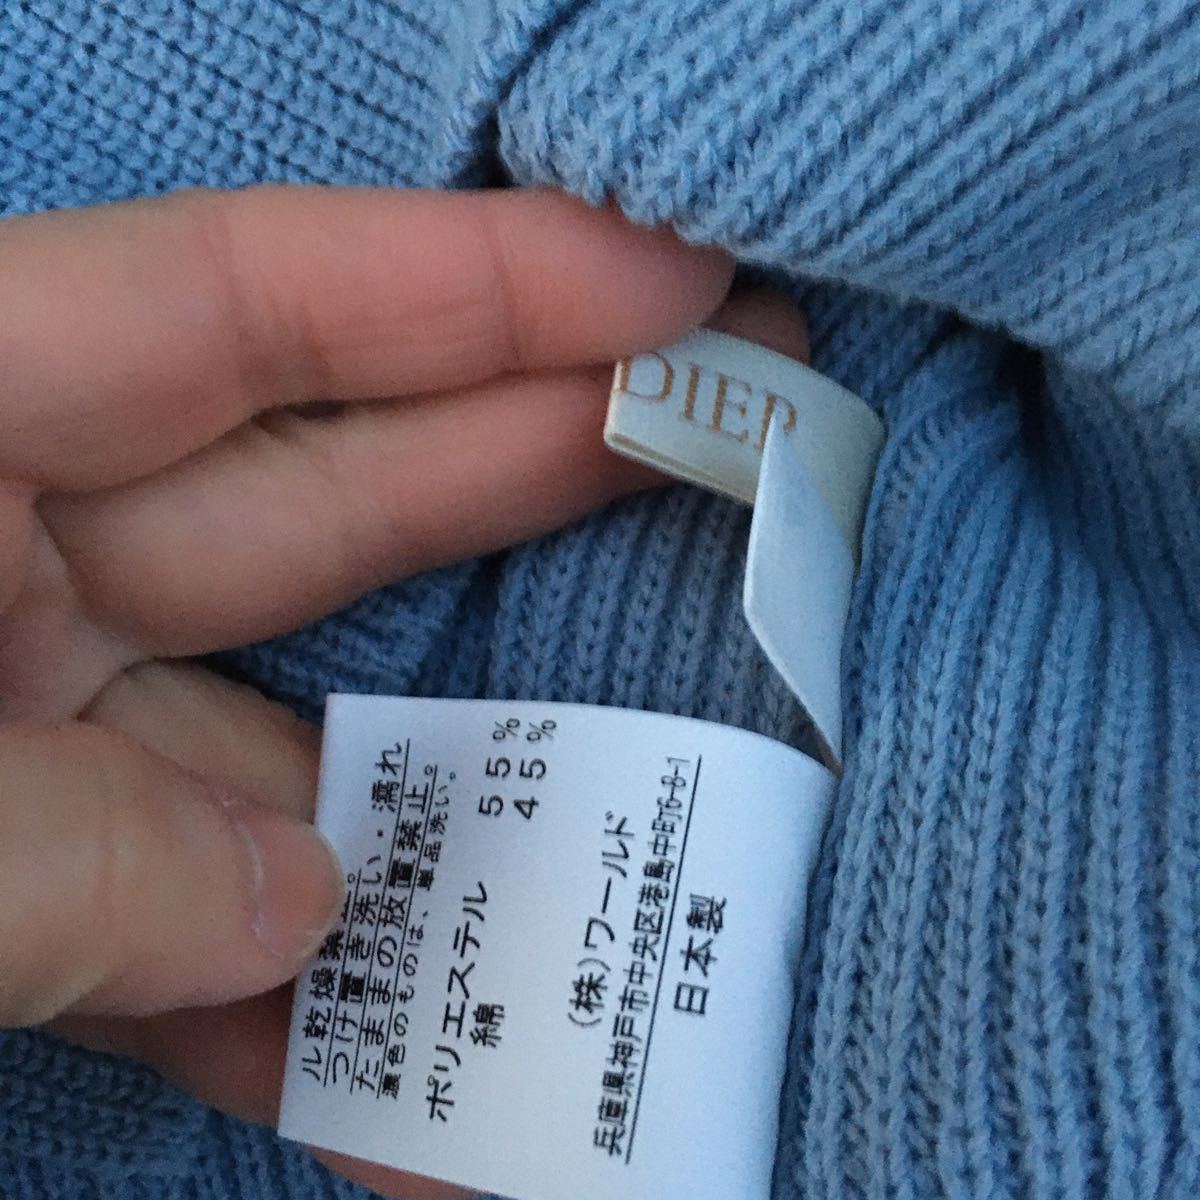 DIER
ル乾燥禁止。
つけ置き洗い・濡れ
たままの放置禁止。
濃色のものは、単品洗い。
ポリエステル 55%
綿 45%
(株)ワールド
兵庫県神戸市中央区港島中町6-8-1
日本製